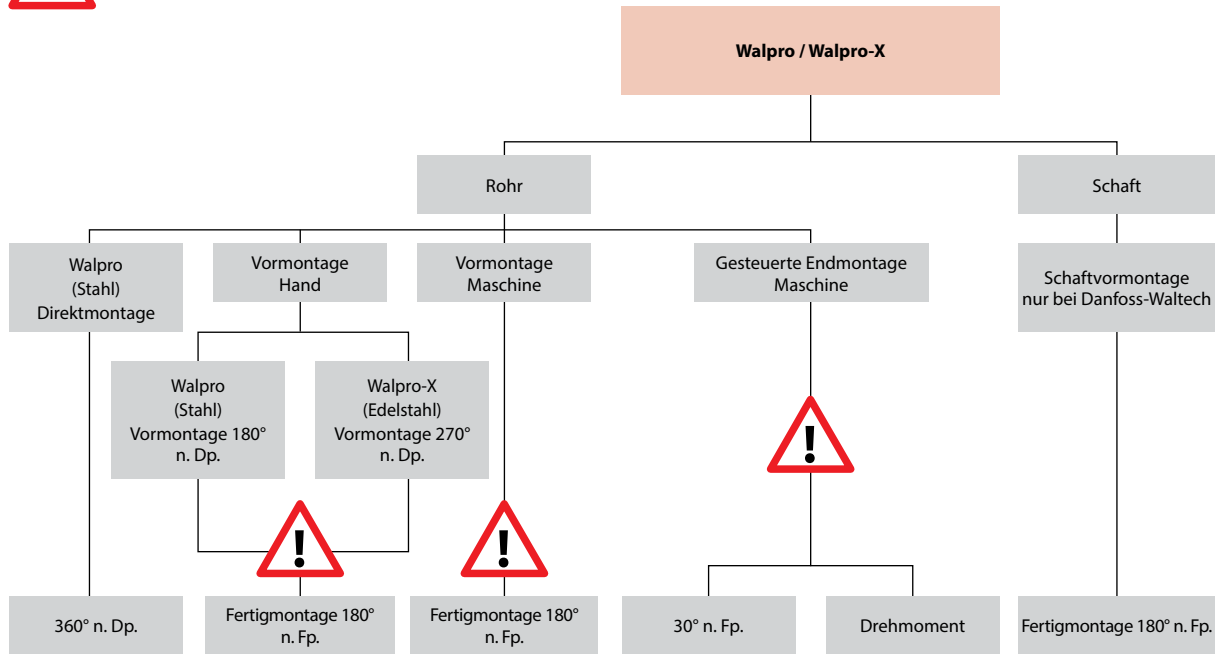 Walpro / Walpro-X
Rohr
Schaft
Walpro
(Stahl)
Direktmontage
Vormontage
Hand
Vormontage
Maschine
Gesteuerte Endmontage
Maschine
Schaftvormontage
nur bei Danfoss-Waltech
Walpro
(Stahl)
Vormontage 180°
n. Dp.
Walpro-X
(Edelstahl)
Vormontage 270°
n. Dp.
!
!
!
360° n. Dp.
Fertigmontage 180°
n. Fp.
Fertigmontage 180°
n. Fp.
30° n. Fp.
Drehmoment
Fertigmontage 180° n. Fp.